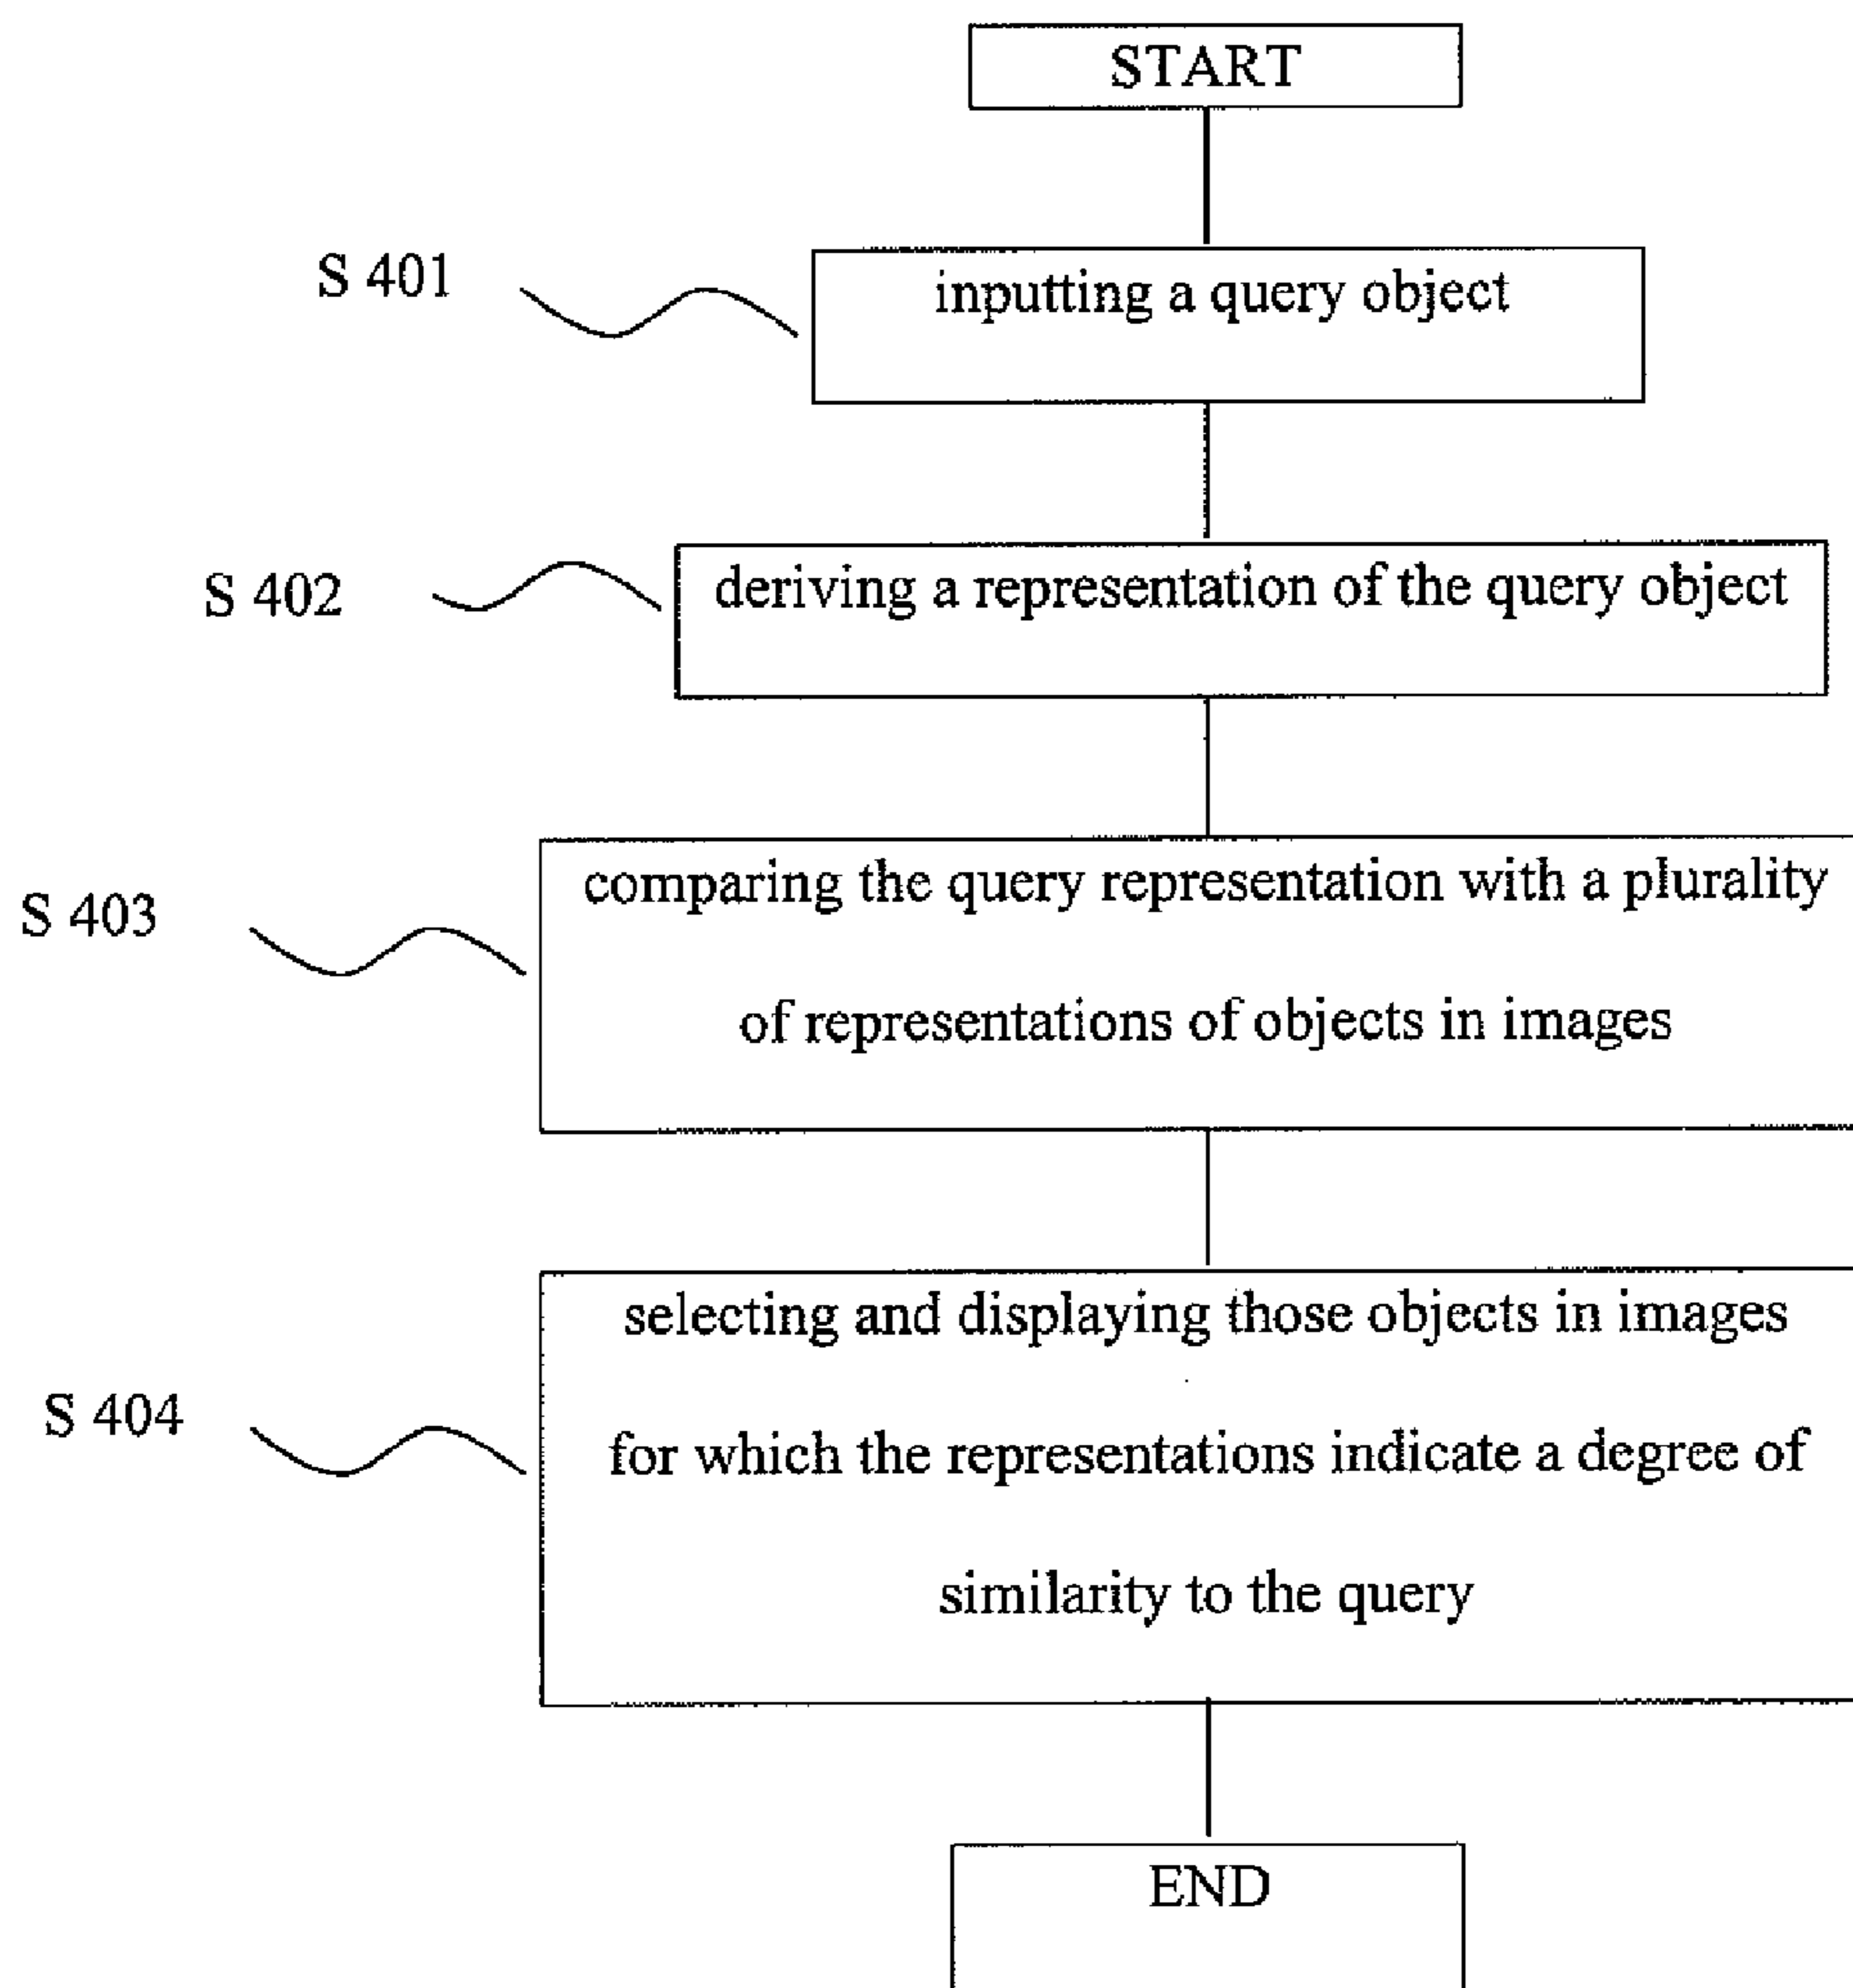 START
S 401
inputting a query object
S 402
deriving a representation of the query object
S 403
comparing the query representation with a plurality
of representations of objects in images
S 404
selecting and displaying those objects in images
for which the representations indicate a degree of
similarity to the query
END